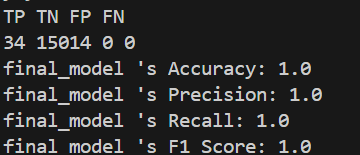 TP TN FP FN
34 15014 0 0
final_model 's Accuracy: 1.0
final_model 's Precision: 1.0
final_model 's Recall: 1.0
final_model 's F1 Score: 1.0